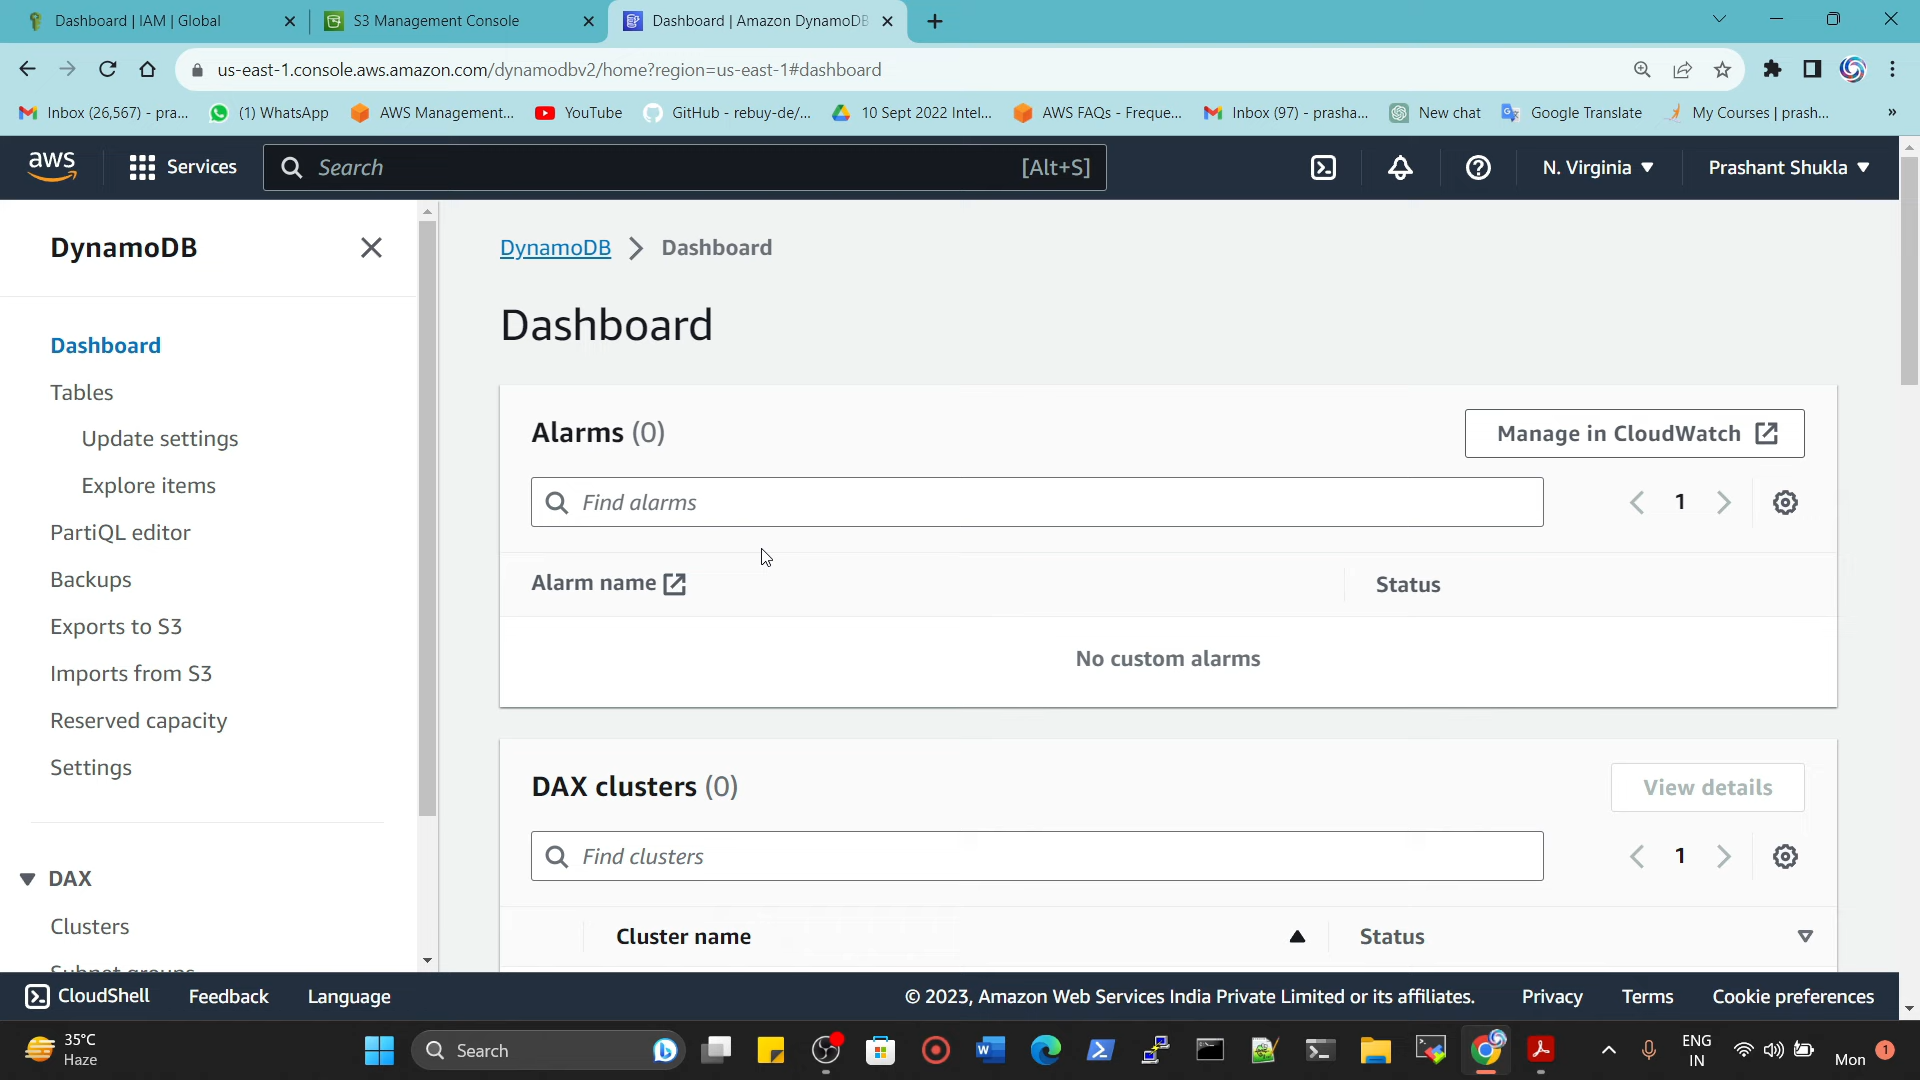 Dashboard | IAM | Global
S3 Management Console
Dashboard | Amazon DynamoDB
us-east-1.console.aws.amazon.com/dynamodbv2/home?region=us-east-1#dashboard
Inbox (26,567) - pra...
(1) WhatsApp
AWS Management...
YouTube
GitHub - rebuy-de/...
10 Sept 2022 Intel...
AWS FAQs - Freque...
Inbox (97) - prasha...
New chat
Google Translate
My Courses | prash...
»
aws
Services
Search
[Alt+S]
N. Virginia
Prashant Shukla
DynamoDB
Dashboard
Tables
Update settings
Explore items
PartiQL editor
Backups
Exports to S3
Imports from S3
Reserved capacity
Settings
DAX
Clusters
Subnet groups
DynamoDB > Dashboard
Dashboard
Alarms (0)
Manage in CloudWatch
Find alarms
1
Alarm name
Status
No custom alarms
DAX clusters (0)
View details
Find clusters
1
Cluster name
Status
CloudShell
Feedback
Language
© 2023, Amazon Web Services India Private Limited or its affiliates.
Privacy
Terms
Cookie preferences
35°C
Haze
Search
ENG
IN
Mon
1